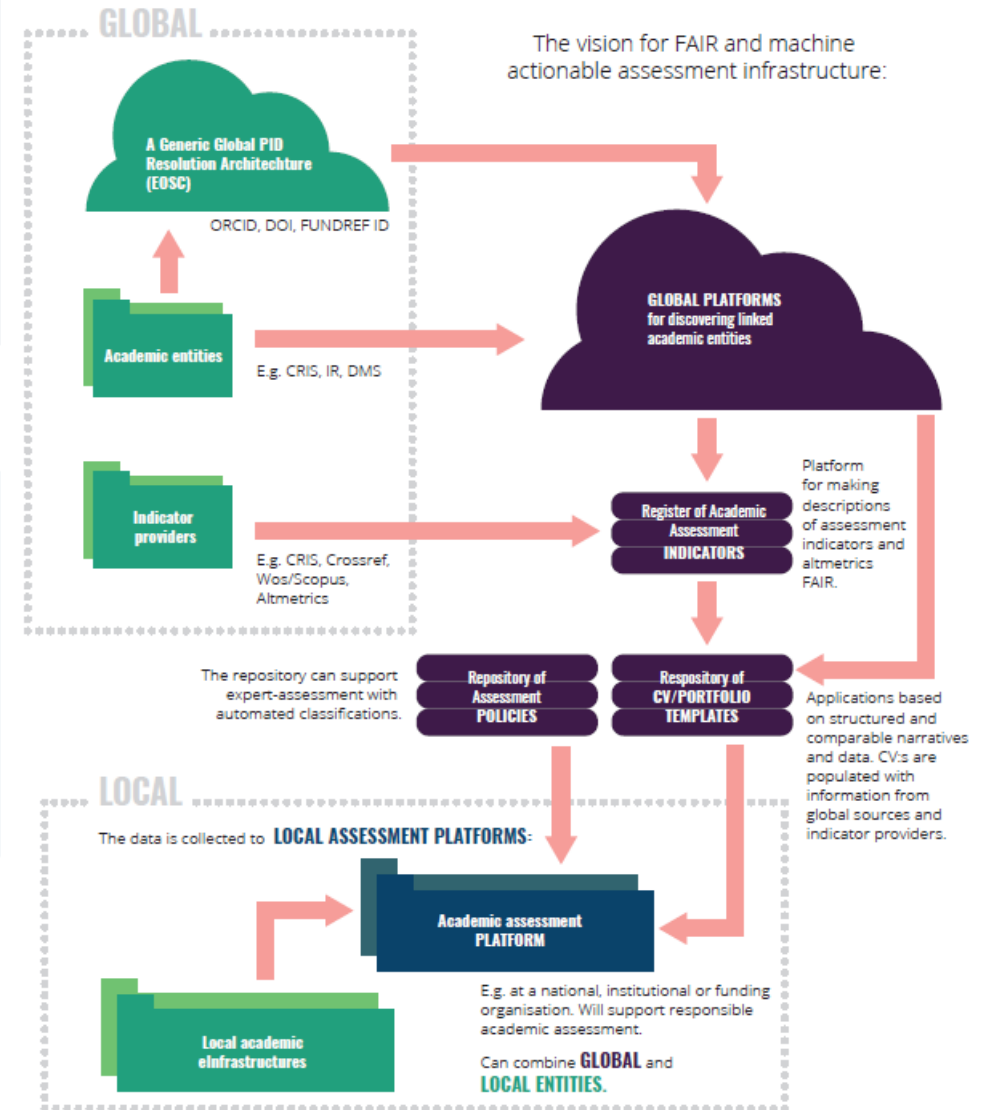 GLOBAL
The vision for FAIR and machine
actionable assessment infrastructure:
A Generic Global PID
Resolution Architechture
(EOSC)
ORCID, DOI, FUNDREF ID
GLOBAL PLATFORMS
for discovering linked
academic entities
Academic entities
E.g. CRIS, IR, DMS
Indicator
providers
E.g. CRIS, Crossref,
Wos/Scopus,
Altmetrics
Register of Academic
Assessment
INDICATORS
Platform
for making
descriptions
of assessment
indicators and
altmetrics
FAIR.
The repository can support
expert-assessment with
automated classifications.
Repository of
Assessment
POLICIES
Respository of
CV/PORTFOLIO
TEMPLATES
Applications based
on structured and
comparable narratives
and data. CV:s are
populated with
information from
global sources and
indicator providers.
LOCAL
The data is collected to LOCAL ASSESSMENT PLATFORMS:
Academic assessment
PLATFORM
E.g. at a national, institutional or funding
organisation. Will support responsible
academic assessment.
Can combine GLOBAL and
LOCAL ENTITIES.
Local academic
eInfrastructures